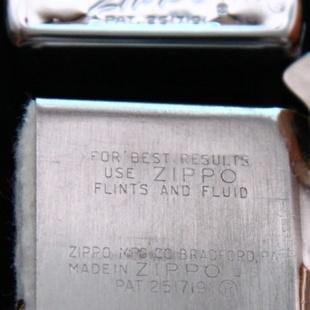 Zippo
PAT. 2517191 ®
FOR BEST RESULTS
USE ZIPPO
FLINTS AND FLUID
ZIPPO MFG. CO. BRADFORD, PA.
MADE IN ZIPPO
PAT. 2517191 ®